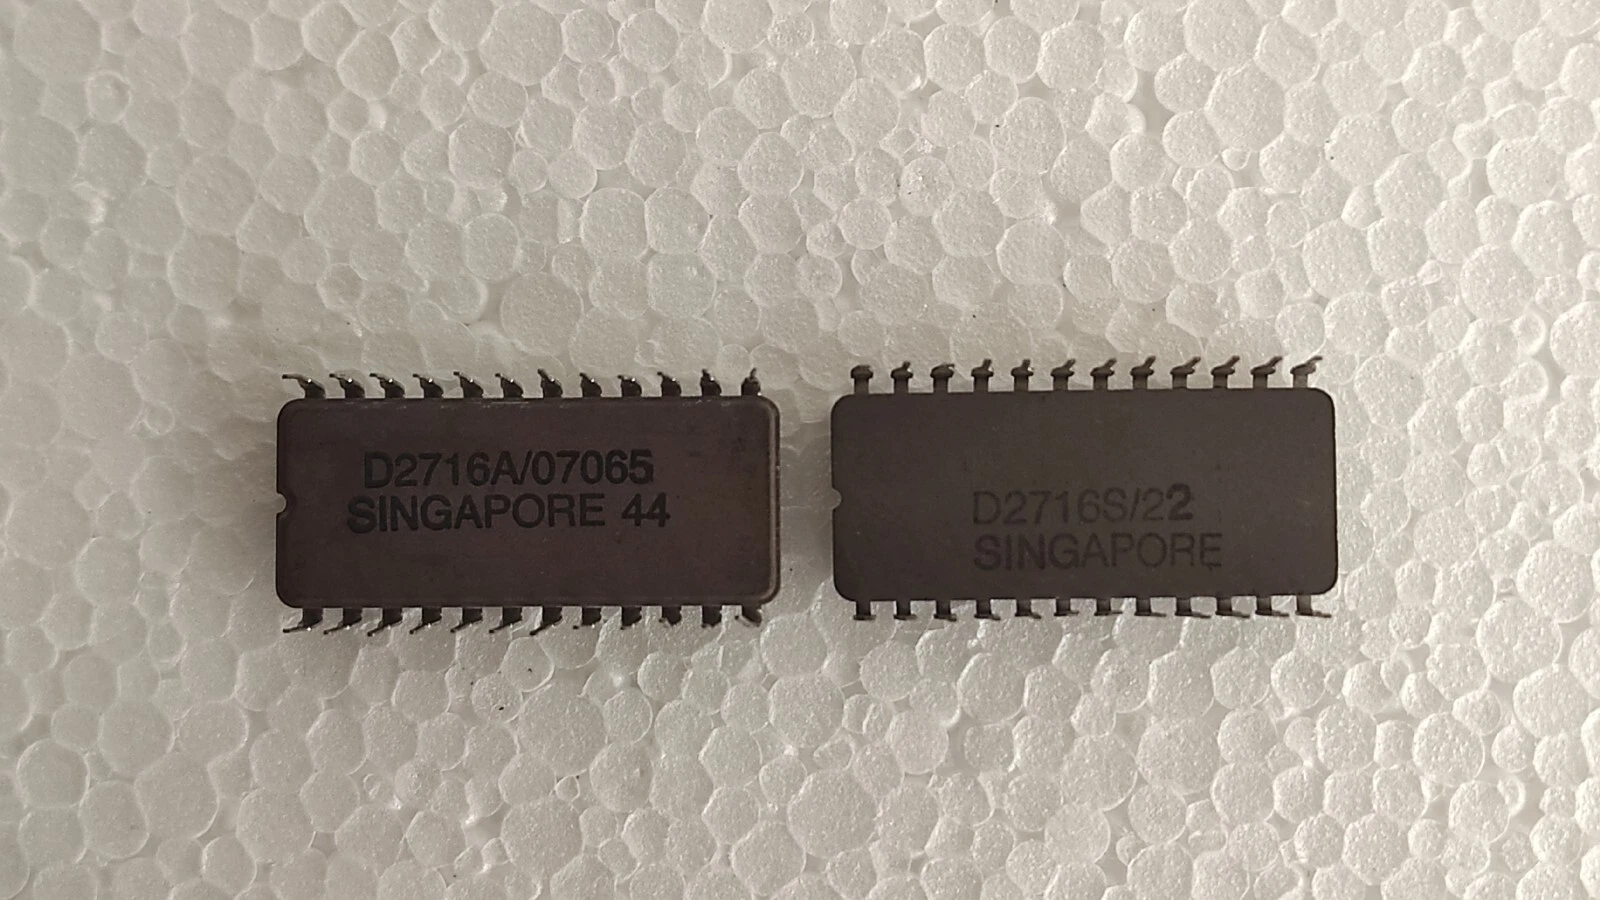 D2716A/07065
SINGAPORE 44
D2716S/22
SINGAPORE